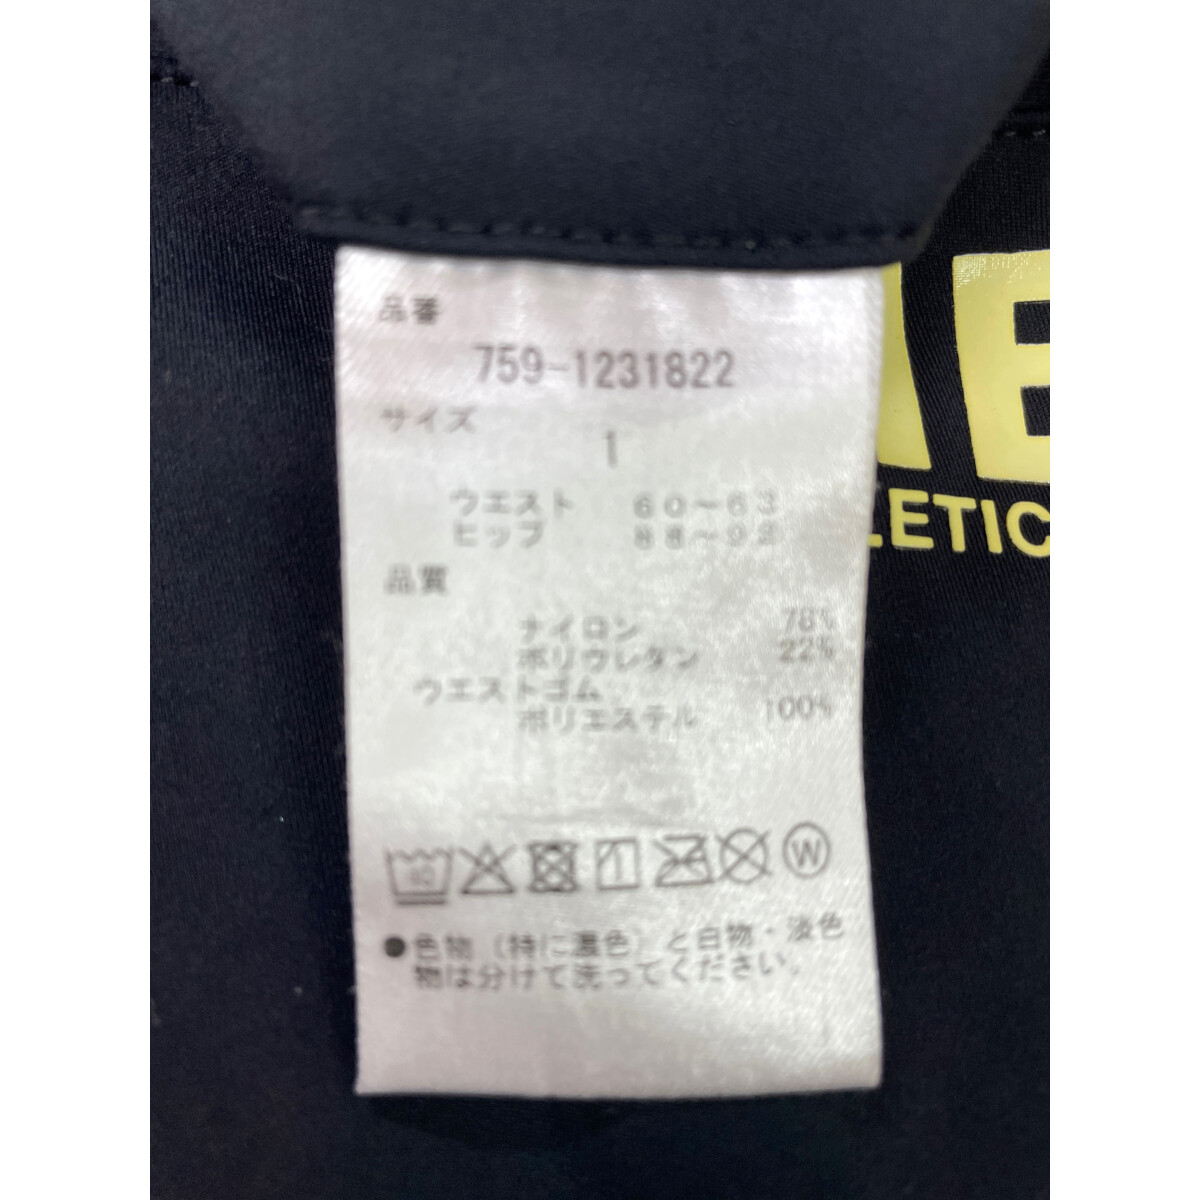 品番
759-1231822
サイズ
1
ウエスト 60~63
ヒップ 88~92
品質
ナイロン 78%
ポリウレタン 22%
ウエストゴム
ポリエステル 100%
40
W
●色物(特に濃色)と白物・淡色
物は分けて洗ってください。
AE
LETIC